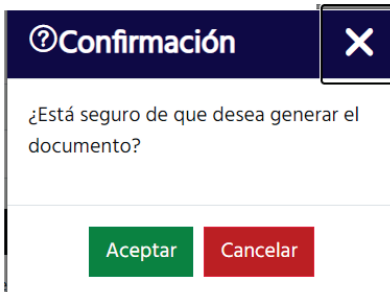 Confirmación
¿Está seguro de que desea generar el
documento?
Aceptar
Cancelar